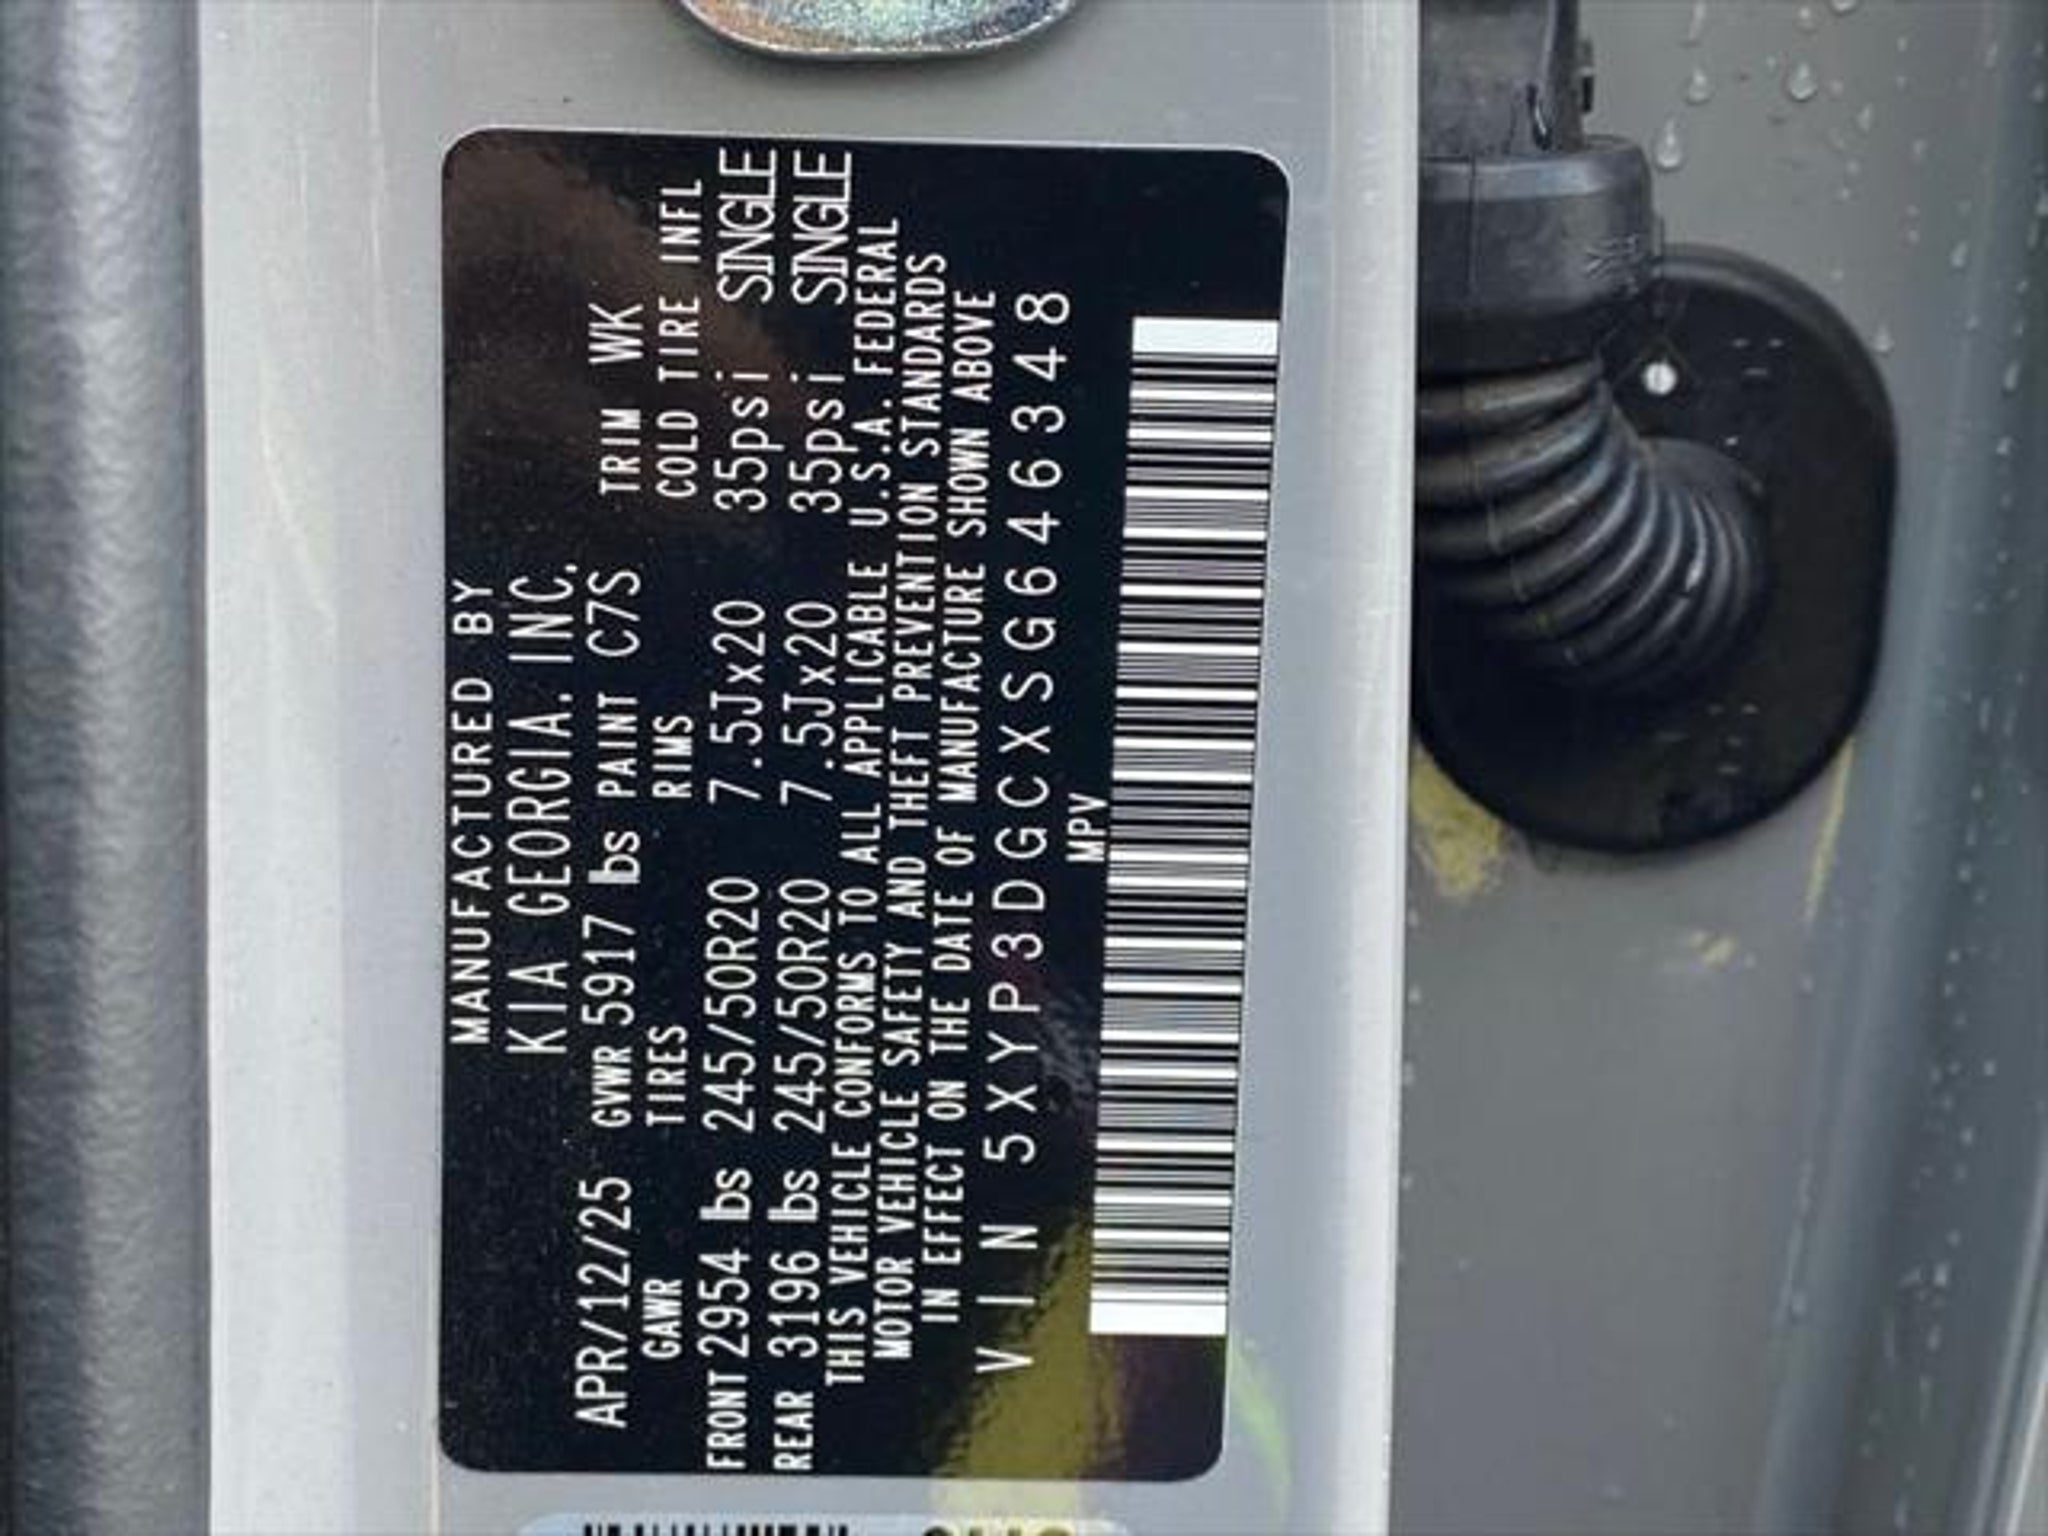 MANUFACTURED BY
KIA GEORGIA. INC.
APR/12/25 GVWR 5917 lbs PAINT C7S TRIM WK
GAWR TIRES RIMS COLD TIRE INFL
FRONT 2954 lbs 245/50R20 7.5Jx20 35psi SINGLE
REAR 3196 lbs 245/50R20 7.5Jx20 35psi SINGLE
THIS VEHICLE CONFORMS TO ALL APPLICABLE U.S.A. FEDERAL
MOTOR VEHICLE SAFETY AND THEFT PREVENTION STANDARDS
IN EFFECT ON THE DATE OF MANUFACTURE SHOWN ABOVE
VIN 5XYP3DGCXSG646348
MPV